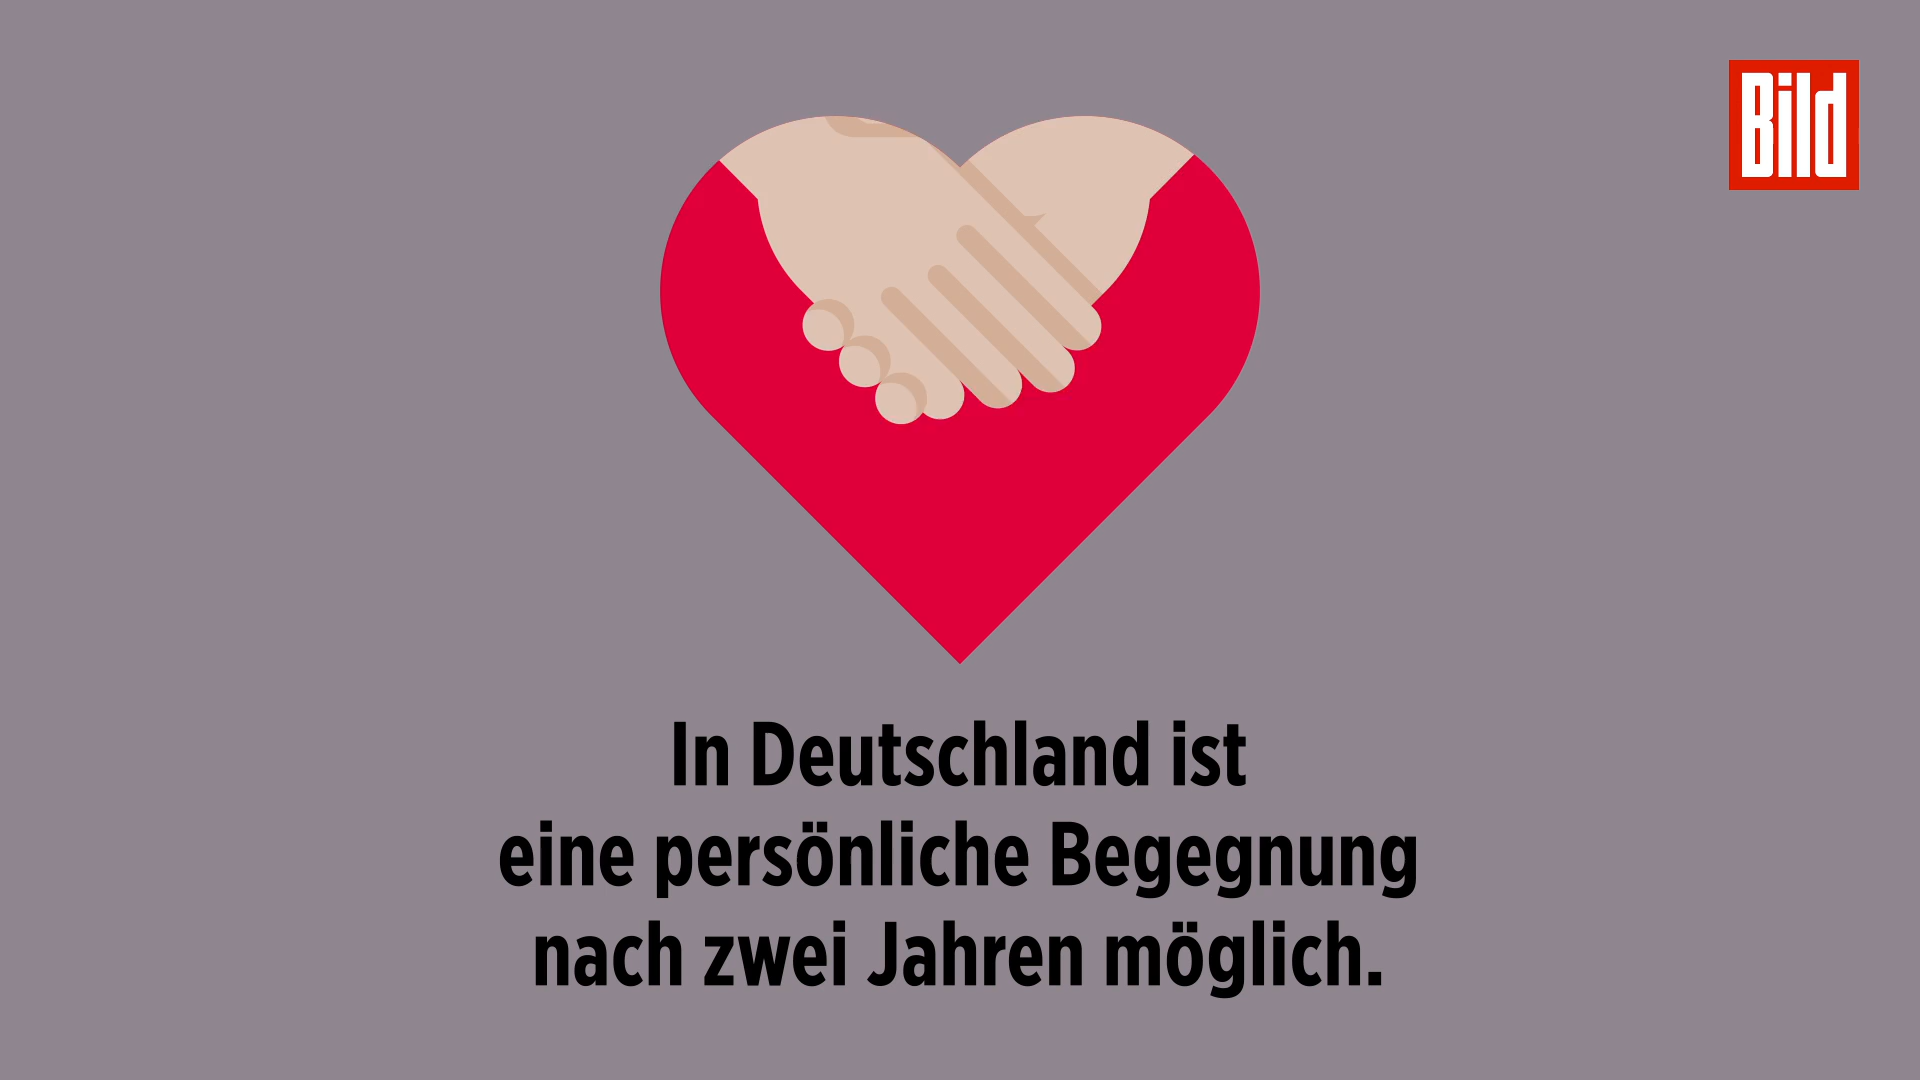 Bild
In Deutschland ist
eine persönliche Begegnung
nach zwei Jahren möglich.